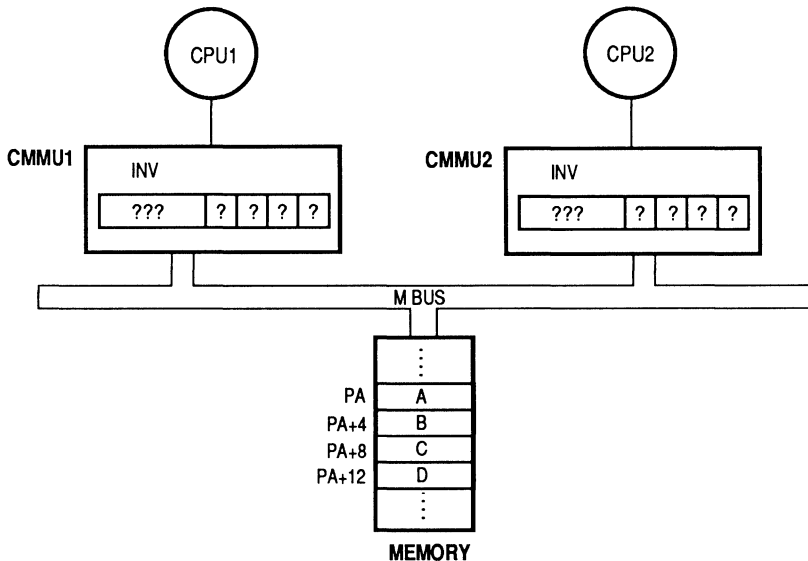 CPU1
CPU2
CMMU1
INV
??? ? ? ? ?
CMMU2
INV
??? ? ? ? ?
M BUS
PA A
PA+4 B
PA+8 C
PA+12 D
MEMORY